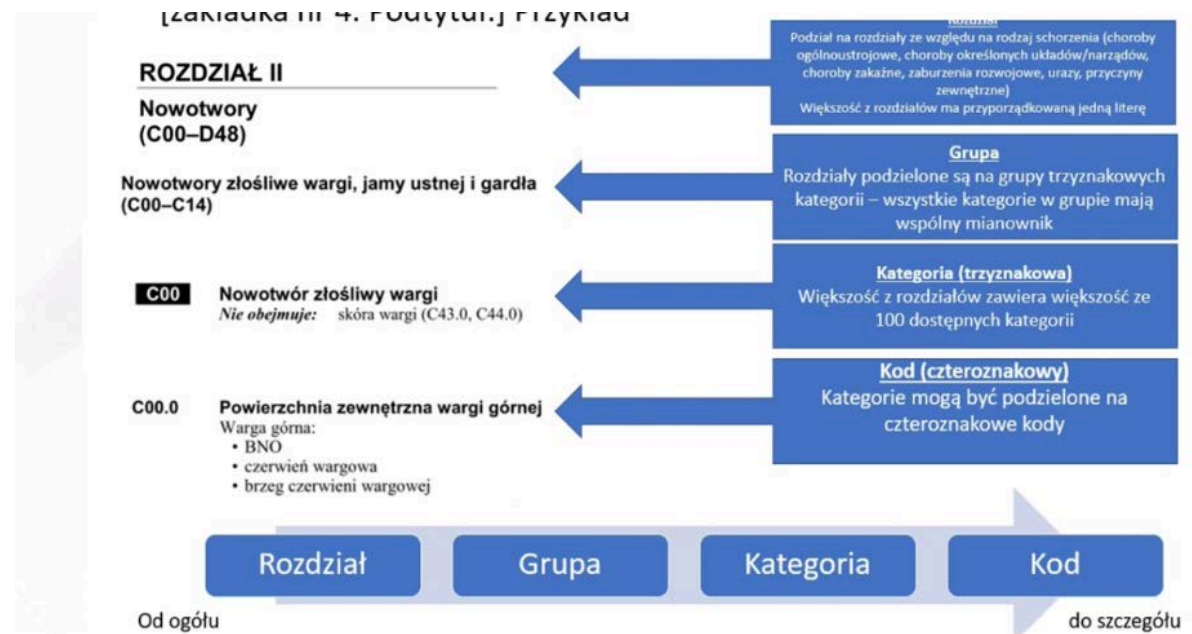 [zakładka nr 4. Podtytuł.] Przykład
ROZDZIAŁ II
Nowotwory
(C00–D48)
Rozdział
Podział na rozdziały ze względu na rodzaj schorzenia (choroby
ogólnoustrojowe, choroby określonych układów/narządów,
choroby zakaźne, zaburzenia rozwojowe, urazy, przyczyny
zewnętrzne)
Większość z rozdziałów ma przyporządkowaną jedną literę
Nowotwory złośliwe wargi, jamy ustnej i gardła
(C00–C14)
Grupa
Rozdziały podzielone są na grupy trzyznakowych
kategorii – wszystkie kategorie w grupie mają
wspólny mianownik
C00 Nowotwór złośliwy wargi
Nie obejmuje: skóra wargi (C43.0, C44.0)
Kategoria (trzyznakowa)
Większość z rozdziałów zawiera większość ze
100 dostępnych kategorii
C00.0 Powierzchnia zewnętrzna wargi górnej
Warga górna:
• BNO
• czerwień wargowa
• brzeg czerwieni wargowej
Kod (czteroznakowy)
Kategorie mogą być podzielone na
czteroznakowe kody
Rozdział Grupa Kategoria Kod
Od ogółu do szczegółu